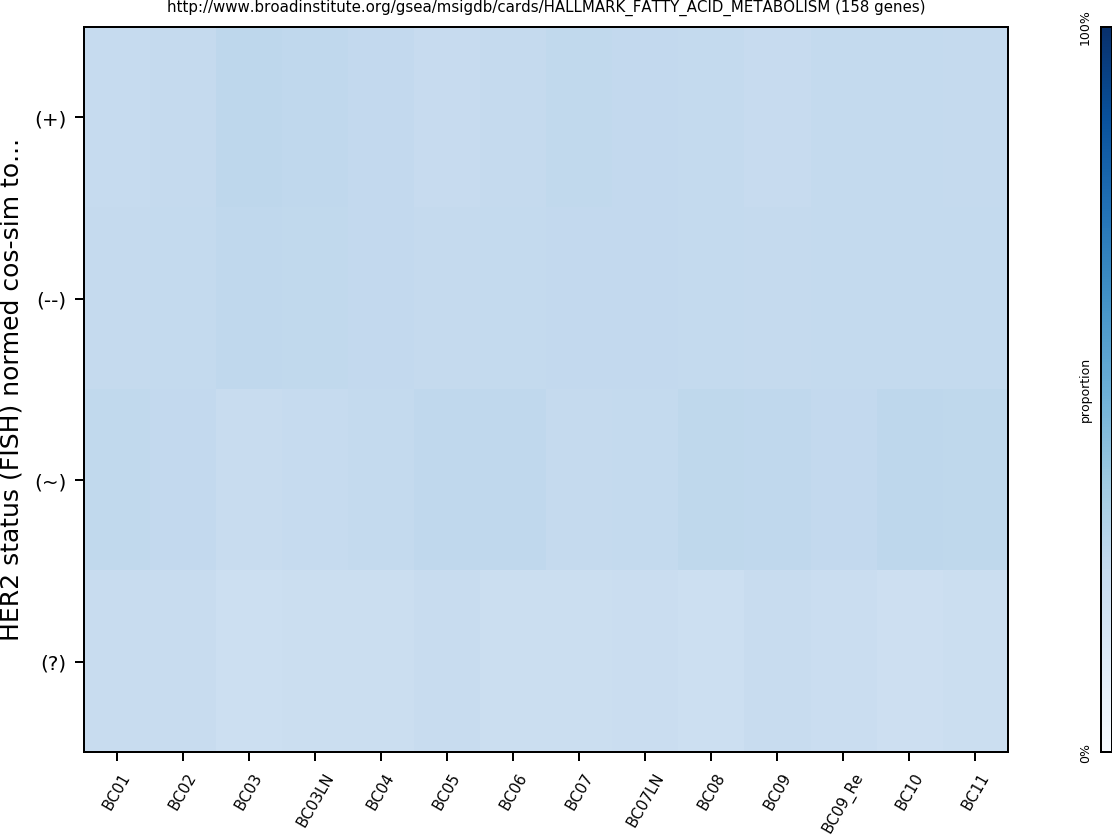 http://www.broadinstitute.org/gsea/msigdb/cards/HALLMARK_FATTY_ACID_METABOLISM (158 genes)
HER2 status (FISH) normed cos-sim to...
(+)
(--)
(~)
(?)
BC01
BC02
BC03
BC03LN
BC04
BC05
BC06
BC07
BC07LN
BC08
BC09
BC09_Re
BC10
BC11
100%
proportion
0%